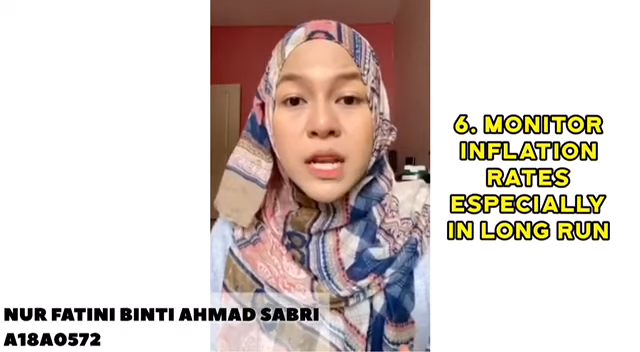 6. MONITOR
INFLATION
RATES
ESPECIALLY
IN LONG RUN
NUR FATINI BINTI AHMAD SABRI
A18A0572